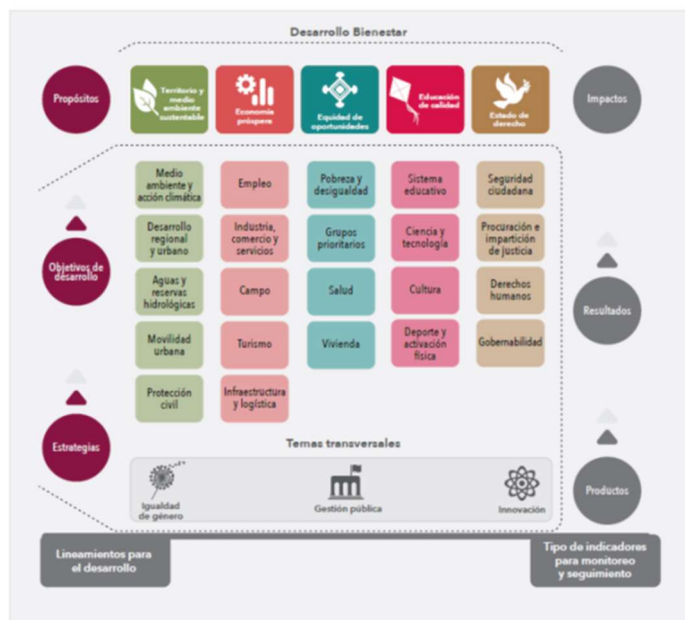 Desarrollo Bienestar
Propósitos
Territorio y
medio
ambiente
sustentable
Economía
próspera
Equidad de
oportunidades
Educación
de calidad
Estado de
derecho
Impactos
Medio
ambiente y
acción climática
Empleo
Pobreza y
desigualdad
Sistema
educativo
Seguridad
ciudadana
Desarrollo
regional
y urbano
Industria,
comercio y
servicios
Grupos
prioritarios
Ciencia y
tecnología
Procuración e
impartición
de justicia
Objetivos de
desarrollo
Aguas y
reservas
hidrológicas
Campo
Salud
Cultura
Derechos
humanos
Resultados
Movilidad
urbana
Turismo
Vivienda
Deporte y
activación
física
Gobernabilidad
Protección
civil
Infraestructura
y logística
Estrategias
Temas transversales
Igualdad
de género
Gestión pública
Innovación
Productos
Lineamientos para
el desarrollo
Tipo de indicadores
para monitoreo
y seguimiento